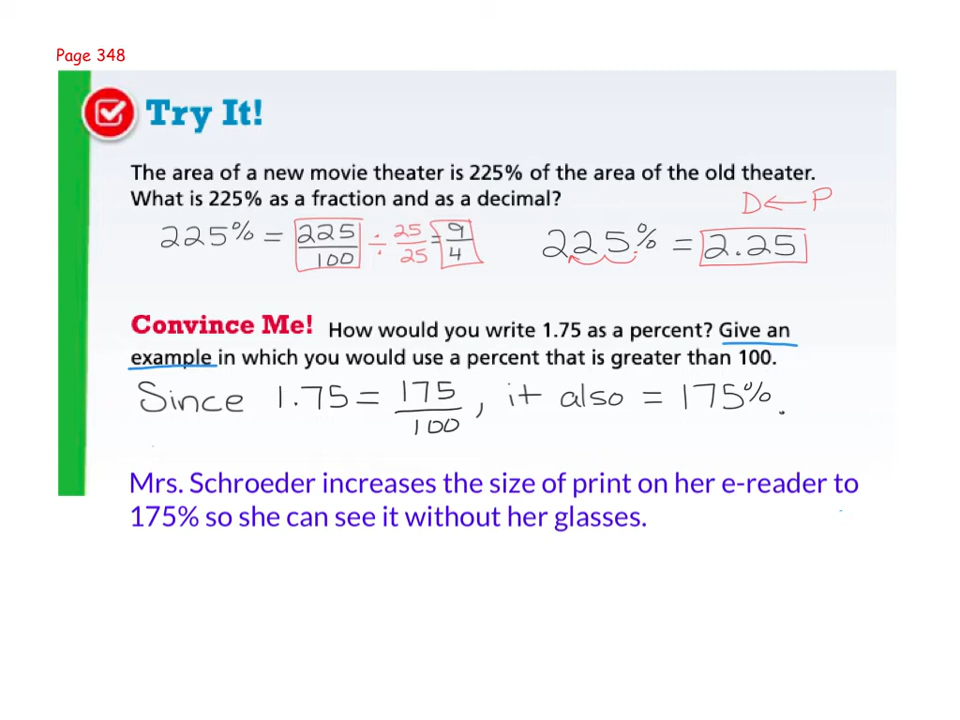 Page 348
Try It!
The area of a new movie theater is 225% of the area of the old theater.
What is 225% as a fraction and as a decimal?
D ← P
225% = 225/100 ÷ 25/25 = 9/4
225% = 2.25
Convince Me! How would you write 1.75 as a percent? Give an
example in which you would use a percent that is greater than 100.
Since 1.75 = 175/100, it also = 175%.
Mrs. Schroeder increases the size of print on her e-reader to
175% so she can see it without her glasses.